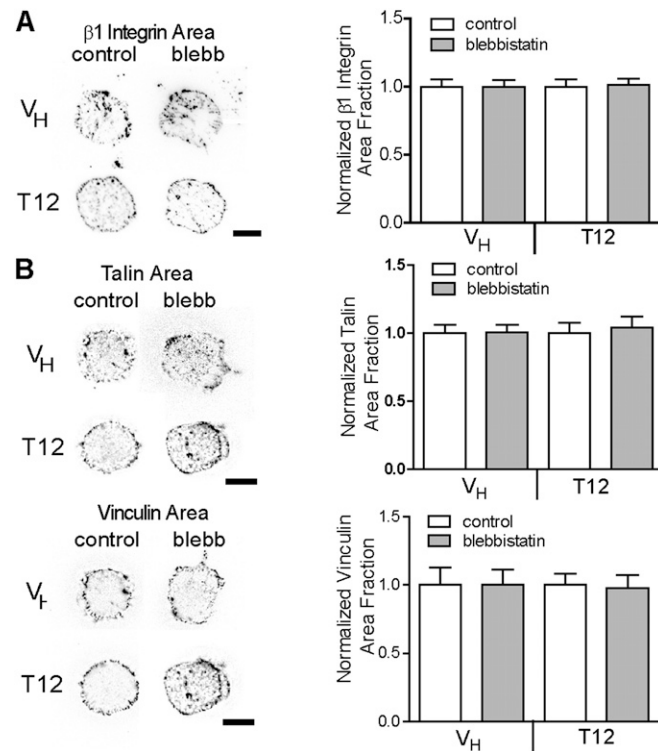 A
β1 Integrin Area
control blebb
VH
T12
Normalized β1 Integrin
Area Fraction
1.5
1.0
0.5
0.0
control
blebbistatin
VH T12
B
Talin Area
control blebb
VH
T12
Normalized Talin
Area Fraction
1.5
1.0
0.5
0.0
control
blebbistatin
VH T12
Vinculin Area
control blebb
V
T12
Normalized Vinculin
Area Fraction
1.5
1.0
0.5
0.0
control
blebbistatin
VH T12